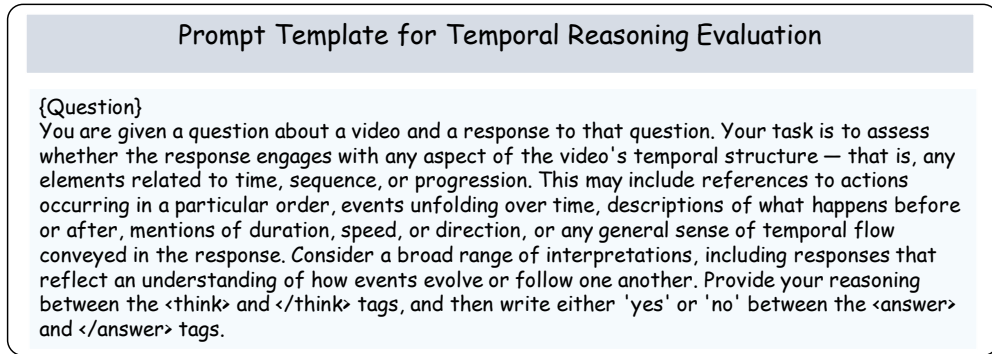 Prompt Template for Temporal Reasoning Evaluation
{Question}
You are given a question about a video and a response to that question. Your task is to assess
whether the response engages with any aspect of the video's temporal structure — that is, any
elements related to time, sequence, or progression. This may include references to actions
occurring in a particular order, events unfolding over time, descriptions of what happens before
or after, mentions of duration, speed, or direction, or any general sense of temporal flow
conveyed in the response. Consider a broad range of interpretations, including responses that
reflect an understanding of how events evolve or follow one another. Provide your reasoning
between the <think> and </think> tags, and then write either 'yes' or 'no' between the <answer>
and </answer> tags.